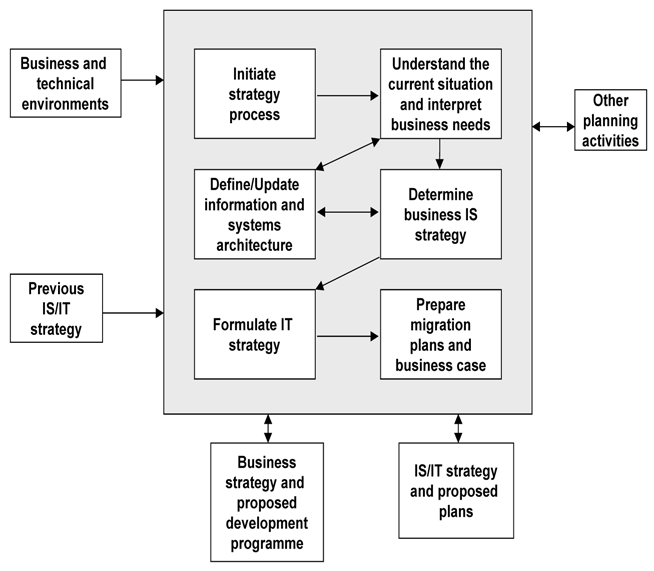 Business and
technical
environments
Initiate
strategy
process
Understand the
current situation
and interpret
business needs
Other
planning
activities
Define/Update
information and
systems
architecture
Determine
business IS
strategy
Previous
IS/IT
strategy
Formulate IT
strategy
Prepare
migration
plans and
business case
Business
strategy and
proposed
development
programme
IS/IT strategy
and proposed
plans